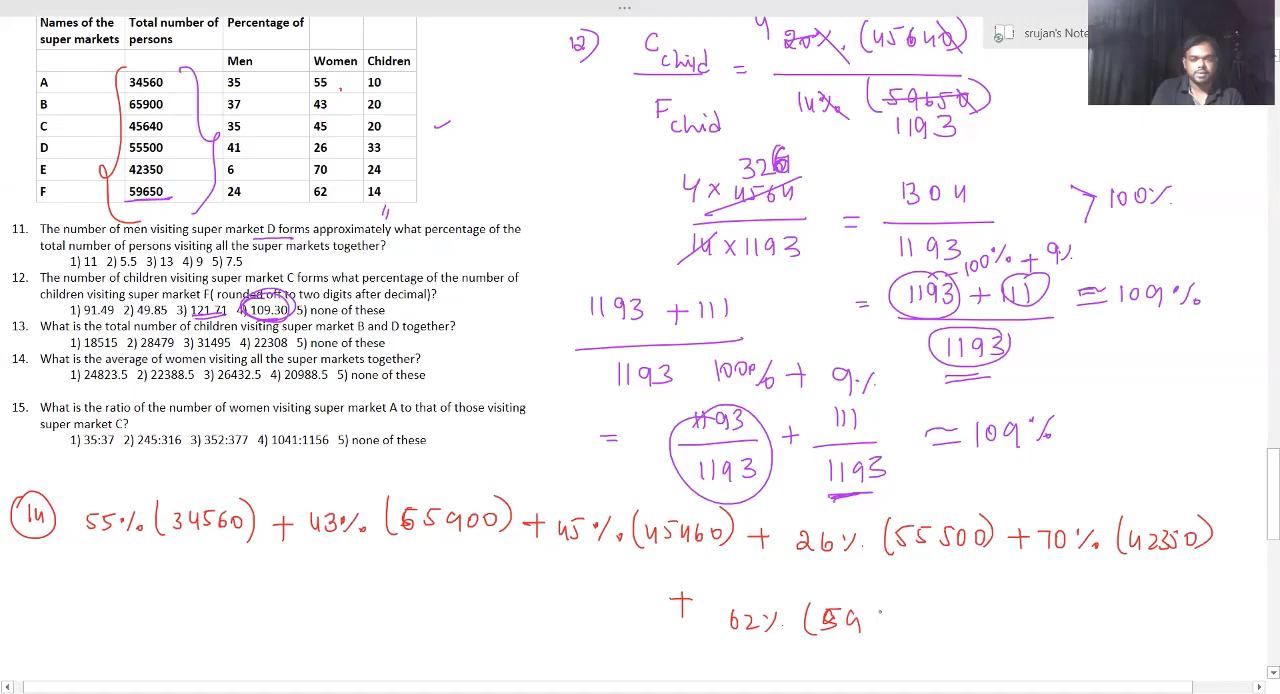 Names of the super markets | Total number of persons | Percentage of
Men | Women | Children
A 34560 35 55 10
B 65900 37 43 20
C 45640 35 45 20
D 55500 41 26 33
E 42350 6 70 24
F 59650 24 62 14
11. The number of men visiting super market D forms approximately what percentage of the
total number of persons visiting all the super markets together?
1) 11 2) 5.5 3) 13 4) 9 5) 7.5
12. The number of children visiting super market C forms what percentage of the number of
children visiting super market F( rounded off to two digits after decimal)?
1) 91.49 2) 49.85 3) 121.71 4) 109.30 5) none of these
13. What is the total number of children visiting super market B and D together?
1) 18515 2) 28479 3) 31495 4) 22308 5) none of these
14. What is the average of women visiting all the super markets together?
1) 24823.5 2) 22388.5 3) 26432.5 4) 20988.5 5) none of these
15. What is the ratio of the number of women visiting super market A to that of those visiting
super market C?
1) 35:37 2) 245:316 3) 352:377 4) 1041:1156 5) none of these
srujan's Note
12) C child / F chid = 4 20%. (45640) / 14%. (59650) 1193
4 × 4564 326 / 14 × 1193 = 1304 / 1193 > 100%
100% + 9%
1193 + 111 / 1193 = 1193 + 111 / 1193 ≃ 109%
100% + 9%
= 1193 / 1193 + 111 / 1193 ≃ 109%
14 55% (34560) + 43% (65900) + 45%. (45460) + 26%. (55500) + 70%. (42350)
+ 62%. (59